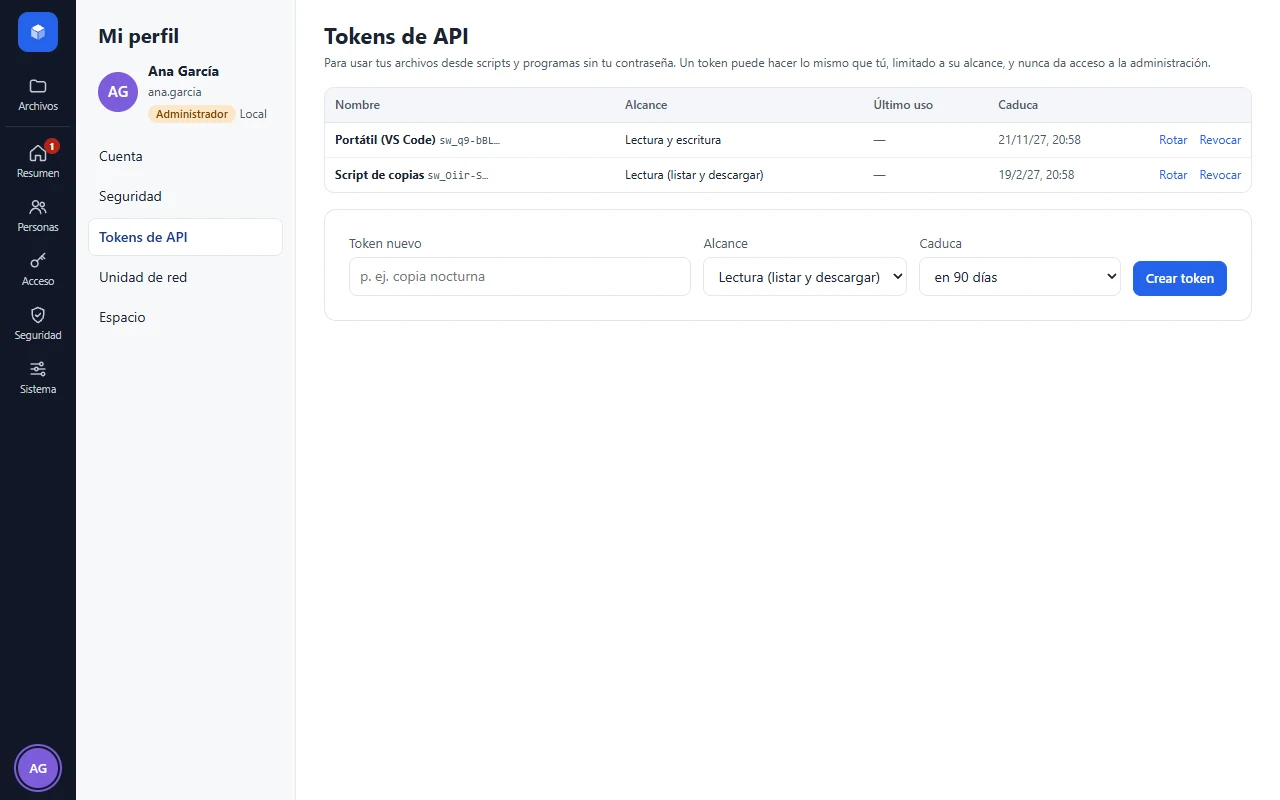 Archivos
1
Resumen
Personas
Acceso
Seguridad
Sistema
AG
Mi perfil
AG
Ana García
ana.garcia
Administrador Local
Cuenta
Seguridad
Tokens de API
Unidad de red
Espacio
Tokens de API
Para usar tus archivos desde scripts y programas sin tu contraseña. Un token puede hacer lo mismo que tú, limitado a su alcance, y nunca da acceso a la administración.
Nombre Alcance Último uso Caduca
Portátil (VS Code) sw_q9-bBL… Lectura y escritura — 21/11/27, 20:58 Rotar Revocar
Script de copias sw_Oiir-S… Lectura (listar y descargar) — 19/2/27, 20:58 Rotar Revocar
Token nuevo Alcance Caduca
p. ej. copia nocturna Lectura (listar y descargar) en 90 días Crear token